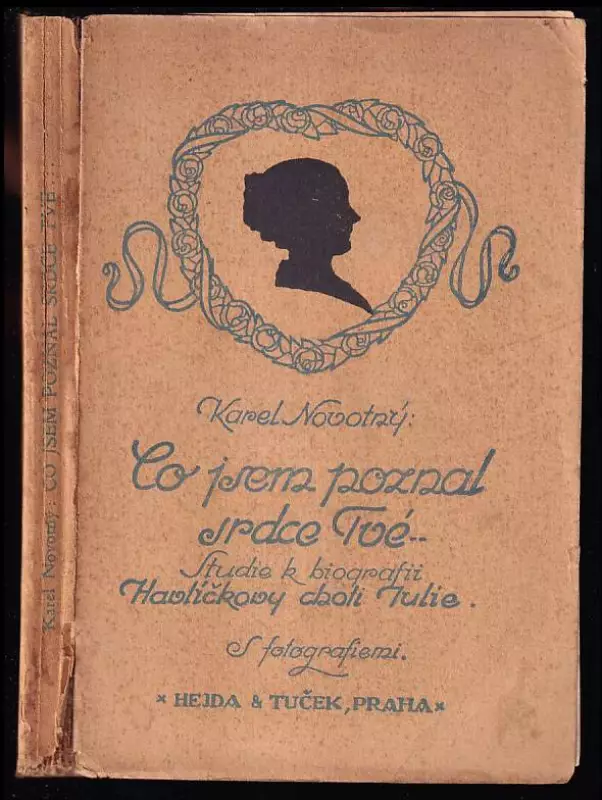 Karel Novotný: CO JSEM POZNAL SRDCE TVÉ...
Karel Novotný:
Co jsem poznal
srdce Tvé..
Studie k biografii
Havlíčkovy choti Julie.
S fotografiemi.
* HEJDA & TUČEK, PRAHA *